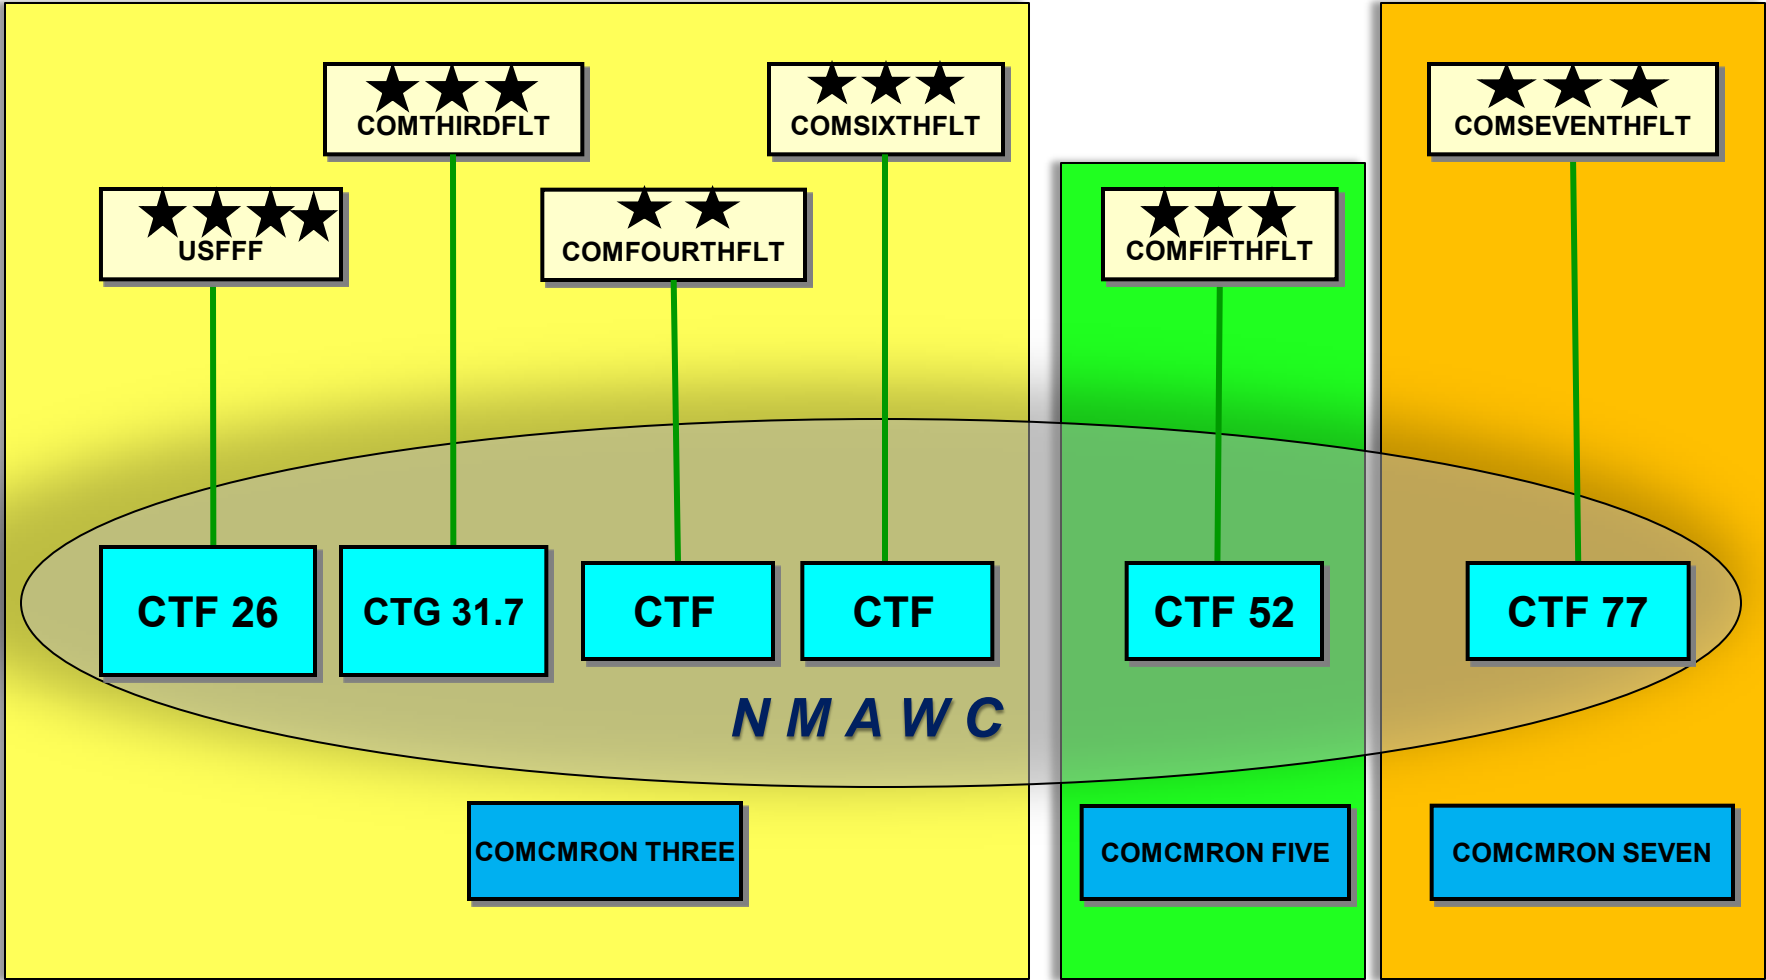 COMTHIRDFLT
COMSIXTHFLT
COMSEVENTHFLT
USFFF
COMFOURTHFLT
COMFIFTHFLT
CTF 26
CTG 31.7
CTF
CTF
CTF 52
CTF 77
N M A W C
COMCMRON THREE
COMCMRON FIVE
COMCMRON SEVEN